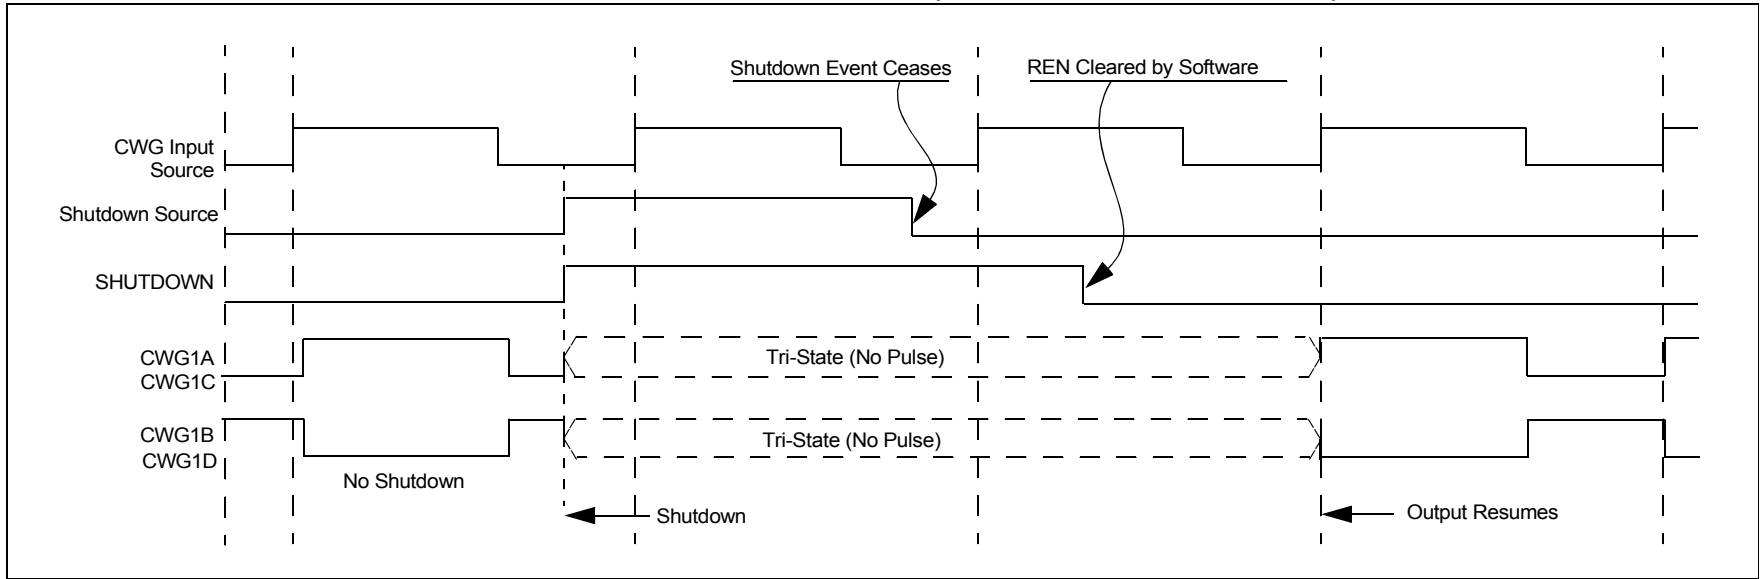 Shutdown Event Ceases
REN Cleared by Software
CWG Input
Source
Shutdown Source
SHUTDOWN
CWG1A
CWG1C
Tri-State (No Pulse)
CWG1B
CWG1D
Tri-State (No Pulse)
No Shutdown
Shutdown
Output Resumes